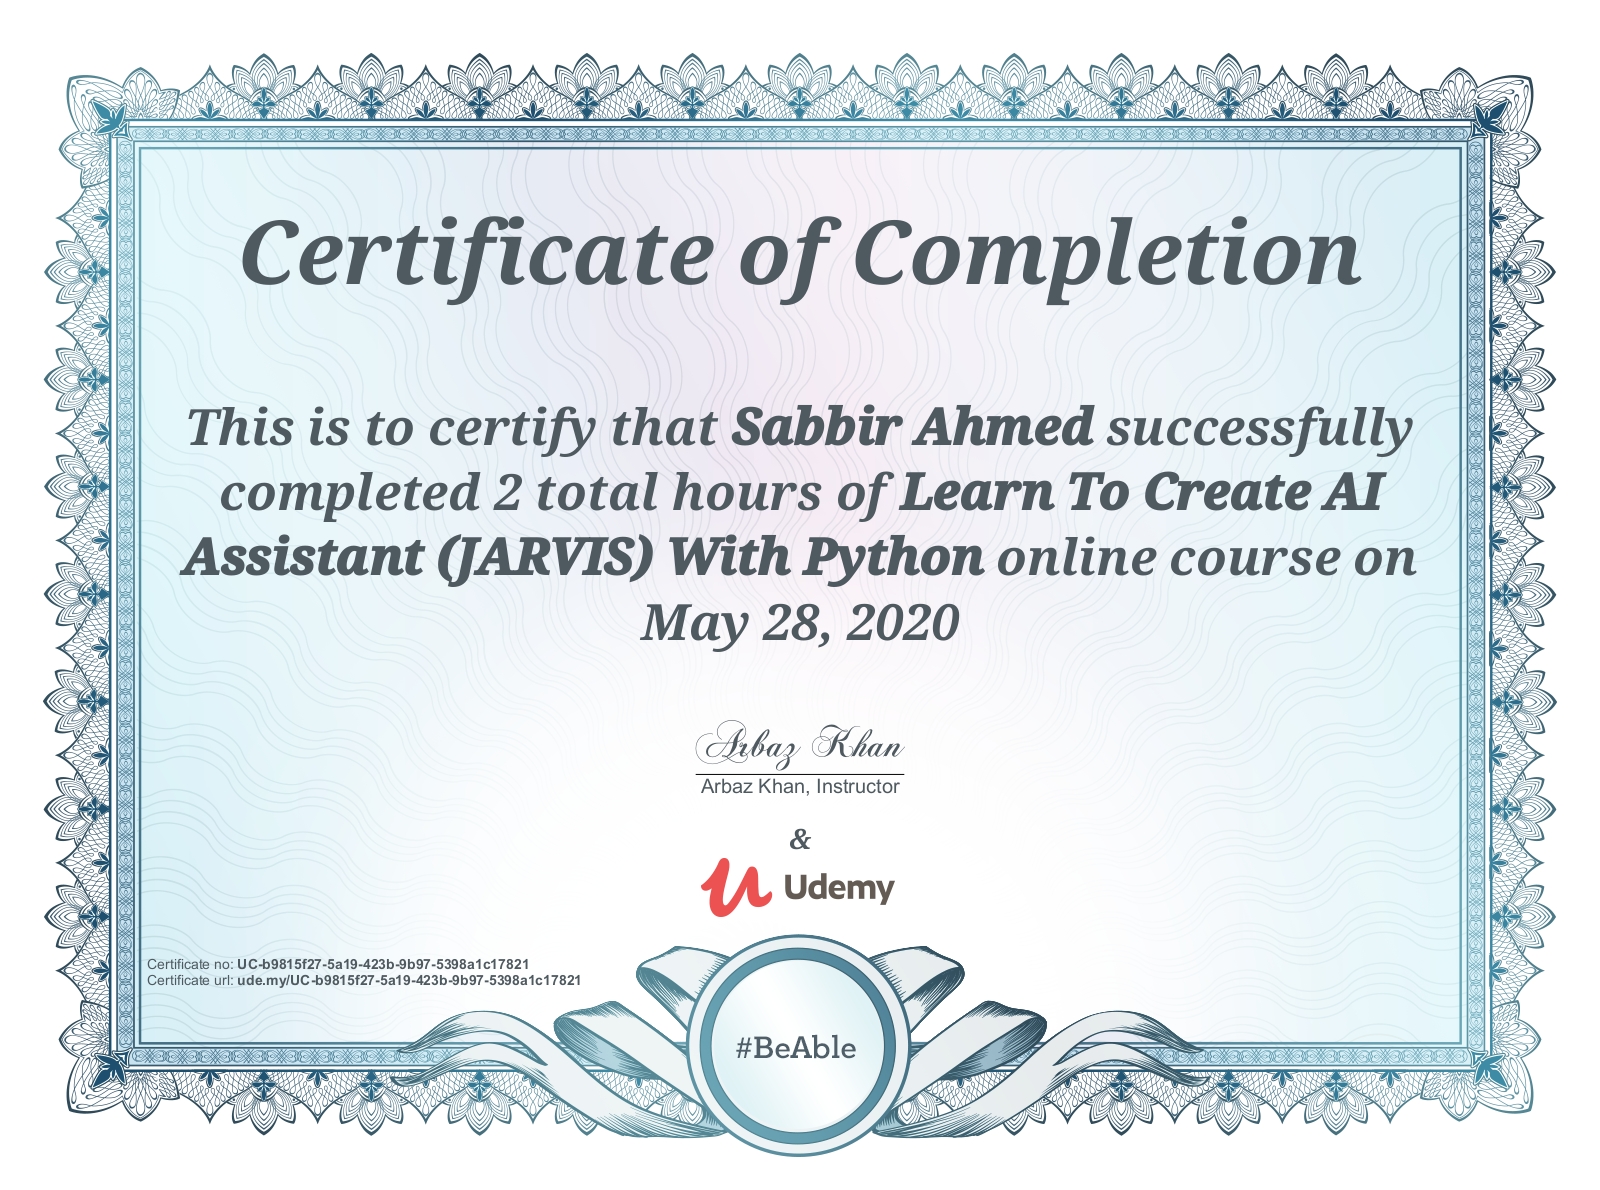 Certificate of Completion
This is to certify that Sabbir Ahmed successfully
completed 2 total hours of Learn To Create AI
Assistant (JARVIS) With Python online course on
May 28, 2020
Arbaz Khan
Arbaz Khan, Instructor
&
Udemy
Certificate no: UC-b9815f27-5a19-423b-9b97-5398a1c17821
Certificate url: ude.my/UC-b9815f27-5a19-423b-9b97-5398a1c17821
#BeAble